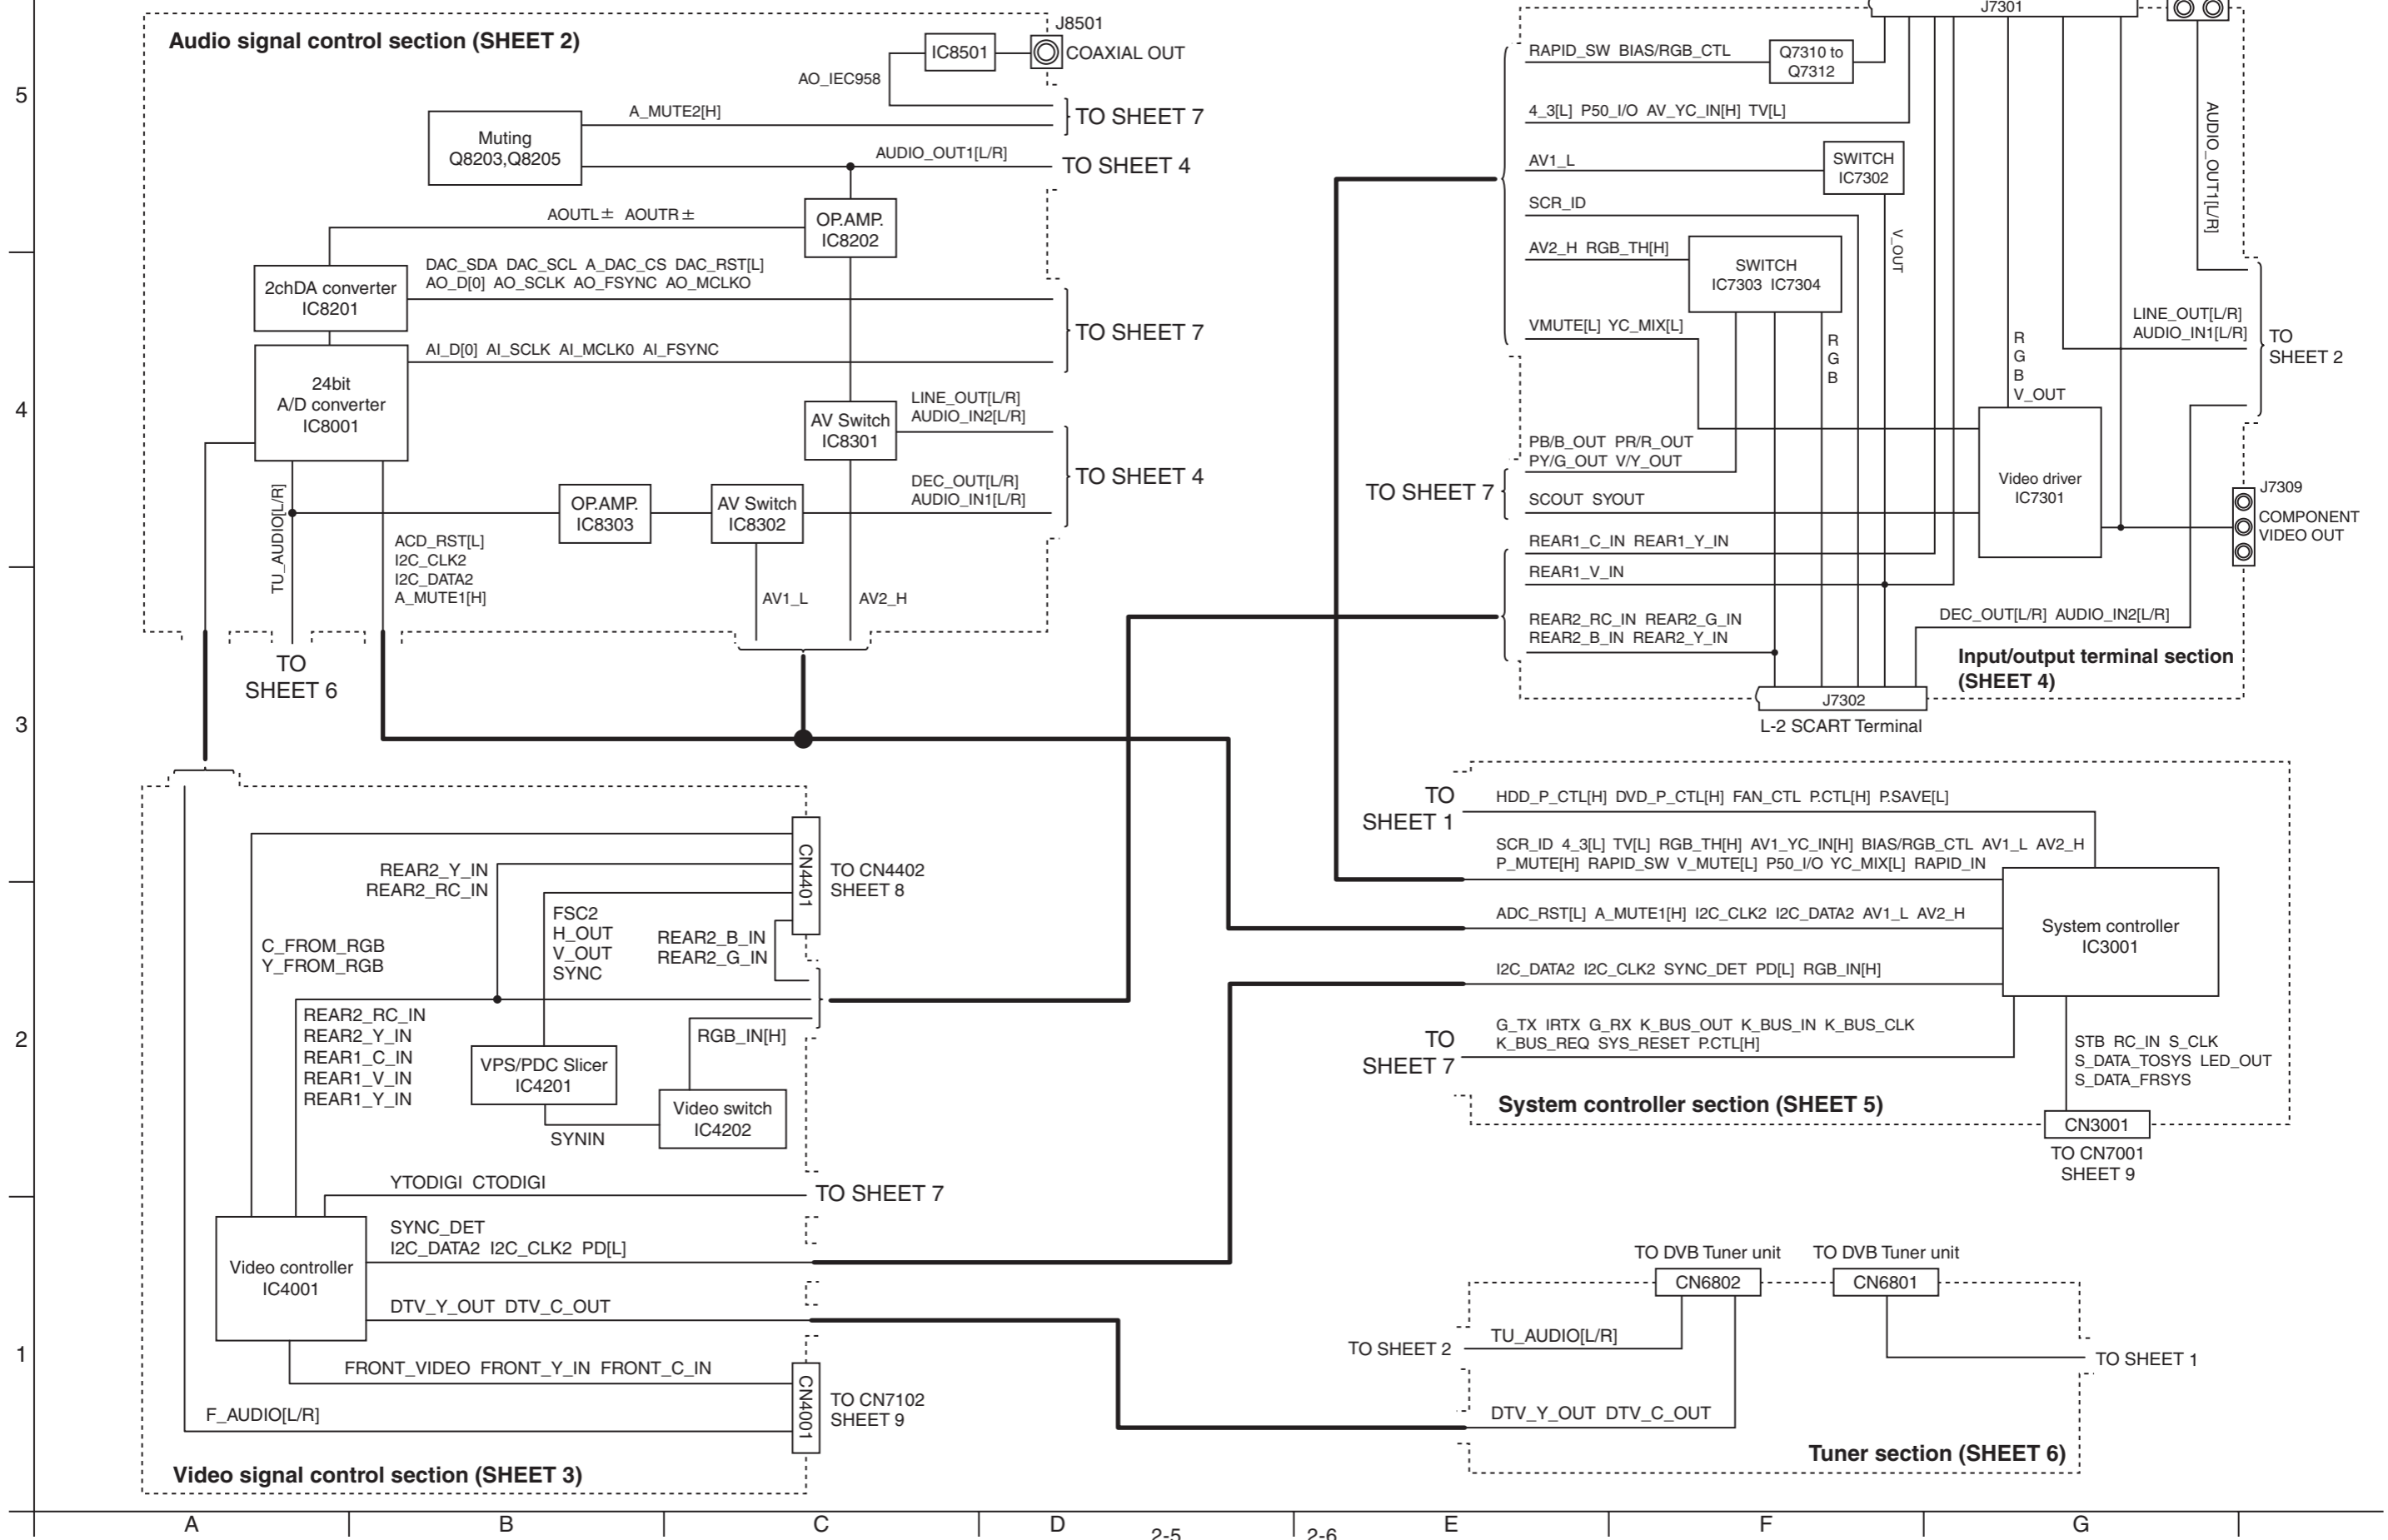 Audio signal control section (SHEET 2)
J8501
IC8501
COAXIAL OUT
AO_IEC958
A_MUTE2[H]
TO SHEET 7
Muting
Q8203,Q8205
AUDIO_OUT1[L/R]
TO SHEET 4
AOUTL± AOUTR±
OP.AMP.
IC8202
2chDA converter
IC8201
DAC_SDA DAC_SCL A_DAC_CS DAC_RST[L]
AO_D[0] AO_SCLK AO_FSYNC AO_MCLKO
TO SHEET 7
AI_D[0] AI_SCLK AI_MCLK0 AI_FSYNC
24bit
A/D converter
IC8001
AV Switch
IC8301
LINE_OUT[L/R]
AUDIO_IN2[L/R]
TO SHEET 4
DEC_OUT[L/R]
AUDIO_IN1[L/R]
OP.AMP.
IC8303
AV Switch
IC8302
TU_AUDIO[L/R]
ACD_RST[L]
I2C_CLK2
I2C_DATA2
A_MUTE1[H]
AV1_L
AV2_H
TO
SHEET 6
J7301
RAPID_SW BIAS/RGB_CTL
Q7310 to
Q7312
4_3[L] P50_I/O AV_YC_IN[H] TV[L]
AV1_L
SWITCH
IC7302
SCR_ID
AV2_H RGB_TH[H]
SWITCH
IC7303 IC7304
V_OUT
AUDIO_OUT1[L/R]
VMUTE[L] YC_MIX[L]
R
G
B
R
G
B
V_OUT
LINE_OUT[L/R]
AUDIO_IN1[L/R]
TO
SHEET 2
PB/B_OUT PR/R_OUT
PY/G_OUT V/Y_OUT
TO SHEET 7
SCOUT SYOUT
Video driver
IC7301
J7309
COMPONENT
VIDEO OUT
REAR1_C_IN REAR1_Y_IN
REAR1_V_IN
REAR2_RC_IN REAR2_G_IN
REAR2_B_IN REAR2_Y_IN
DEC_OUT[L/R] AUDIO_IN2[L/R]
Input/output terminal section
(SHEET 4)
J7302
L-2 SCART Terminal
CN4401
TO CN4402
SHEET 8
REAR2_Y_IN
REAR2_RC_IN
FSC2
H_OUT
V_OUT
SYNC
REAR2_B_IN
REAR2_G_IN
C_FROM_RGB
Y_FROM_RGB
REAR2_RC_IN
REAR2_Y_IN
REAR1_C_IN
REAR1_V_IN
REAR1_Y_IN
RGB_IN[H]
VPS/PDC Slicer
IC4201
Video switch
IC4202
SYNIN
YTODIGI CTODIGI
TO SHEET 7
SYNC_DET
I2C_DATA2 I2C_CLK2 PD[L]
Video controller
IC4001
DTV_Y_OUT DTV_C_OUT
FRONT_VIDEO FRONT_Y_IN FRONT_C_IN
CN4001
TO CN7102
SHEET 9
F_AUDIO[L/R]
Video signal control section (SHEET 3)
TO
SHEET 1
HDD_P_CTL[H] DVD_P_CTL[H] FAN_CTL P.CTL[H] P.SAVE[L]
SCR_ID 4_3[L] TV[L] RGB_TH[H] AV1_YC_IN[H] BIAS/RGB_CTL AV1_L AV2_H
P_MUTE[H] RAPID_SW V_MUTE[L] P50_I/O YC_MIX[L] RAPID_IN
ADC_RST[L] A_MUTE1[H] I2C_CLK2 I2C_DATA2 AV1_L AV2_H
System controller
IC3001
I2C_DATA2 I2C_CLK2 SYNC_DET PD[L] RGB_IN[H]
TO
SHEET 7
G_TX IRTX G_RX K_BUS_OUT K_BUS_IN K_BUS_CLK
K_BUS_REQ SYS_RESET P.CTL[H]
STB RC_IN S_CLK
S_DATA_TOSYS LED_OUT
S_DATA_FRSYS
System controller section (SHEET 5)
CN3001
TO CN7001
SHEET 9
TO DVB Tuner unit
TO DVB Tuner unit
CN6802
CN6801
TO SHEET 2
TU_AUDIO[L/R]
TO SHEET 1
DTV_Y_OUT DTV_C_OUT
Tuner section (SHEET 6)
5
4
3
2
1
A
B
C
D
2-5
2-6
E
F
G